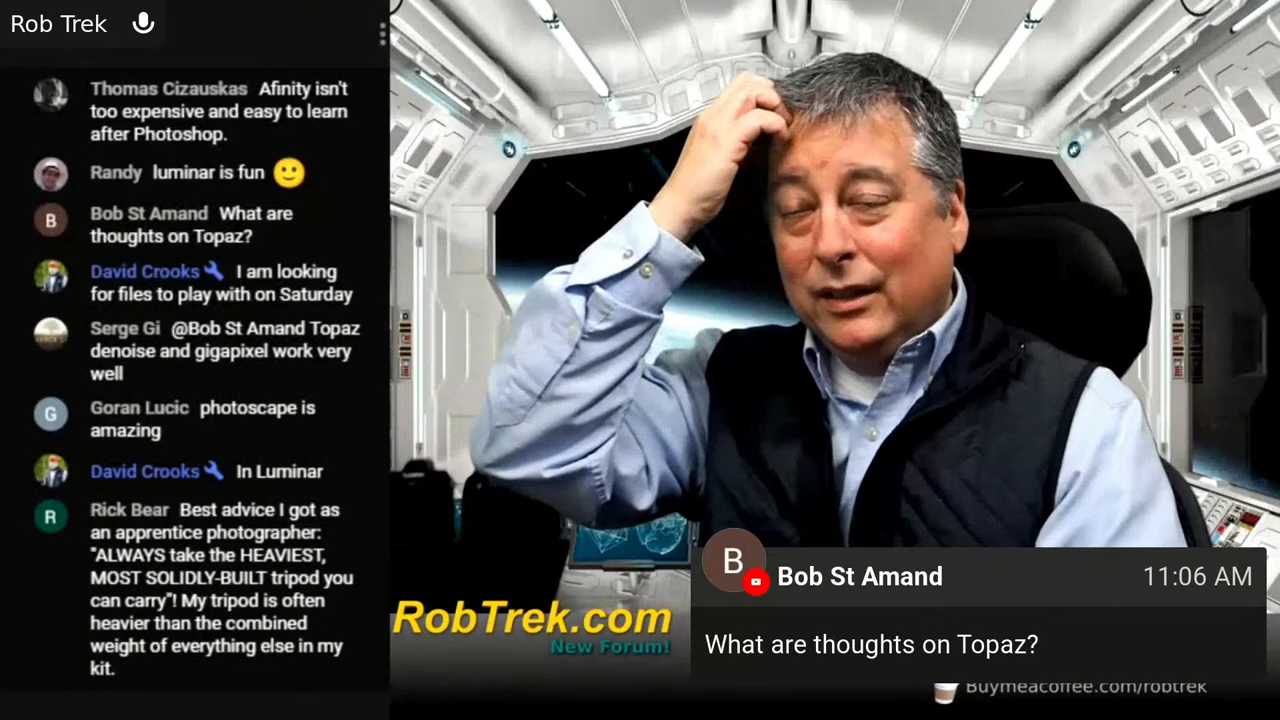 Rob Trek
Thomas Cizauskas Afinity isn't
too expensive and easy to learn
after Photoshop.
Randy luminar is fun
B
Bob St Amand What are
thoughts on Topaz?
David Crooks I am looking
for files to play with on Saturday
Serge Gi @Bob St Amand Topaz
denoise and gigapixel work very
well
G
Goran Lucic photoscape is
amazing
David Crooks In Luminar
R
Rick Bear Best advice I got as
an apprentice photographer:
"ALWAYS take the HEAVIEST,
MOST SOLIDLY-BUILT tripod you
can carry"! My tripod is often
heavier than the combined
weight of everything else in my
kit.
RobTrek.com
New Forum!
B
Bob St Amand 11:06 AM
What are thoughts on Topaz?
Buymeacoffee.com/robtrek